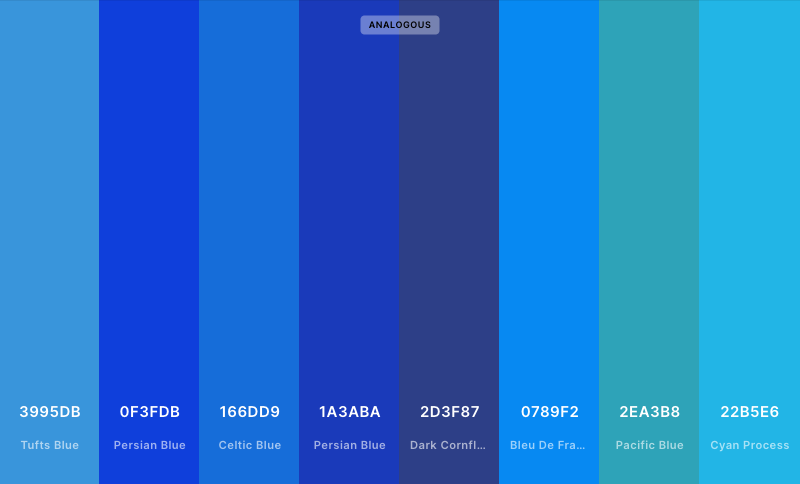 ANALOGOUS
3995DB 0F3FDB 166DD9 1A3ABA 2D3F87 0789F2 2EA3B8 22B5E6
Tufts Blue Persian Blue Celtic Blue Persian Blue Dark Cornfl... Bleu De Fra... Pacific Blue Cyan Process